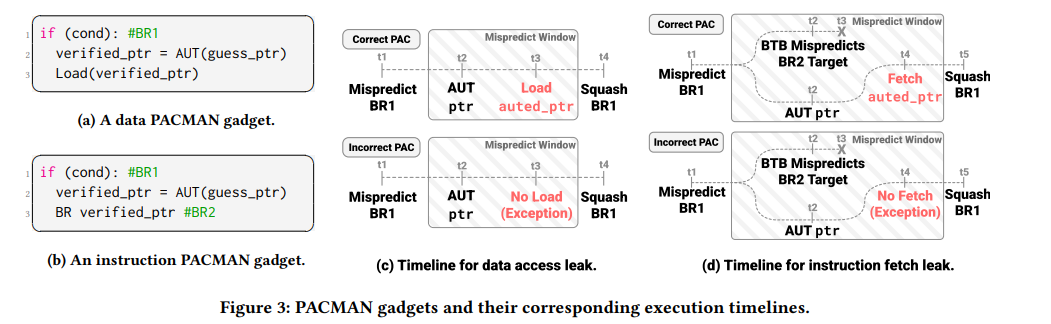 1 if (cond): #BR1
2 verified_ptr = AUT(guess_ptr)
3 Load(verified_ptr)
(a) A data PACMAN gadget.
1 if (cond): #BR1
2 verified_ptr = AUT(guess_ptr)
3 BR verified_ptr #BR2
(b) An instruction PACMAN gadget.
Correct PAC
Mispredict Window
t1 t2 t3 t4
Mispredict AUT Load Squash
BR1 ptr auted_ptr BR1
Incorrect PAC
Mispredict Window
t1 t2 t3 t4
Mispredict AUT No Load Squash
BR1 ptr (Exception) BR1
(c) Timeline for data access leak.
Correct PAC
t2 t3 Mispredict Window
X
t1 BTB Mispredicts t4 t5
BR2 Target
Mispredict Fetch Squash
BR1 t2 auted_ptr BR1
AUT ptr
Incorrect PAC
t2 t3 Mispredict Window
X
t1 BTB Mispredicts t4 t5
BR2 Target
Mispredict No Fetch Squash
BR1 t2 (Exception) BR1
AUT ptr
(d) Timeline for instruction fetch leak.
Figure 3: PACMAN gadgets and their corresponding execution timelines.